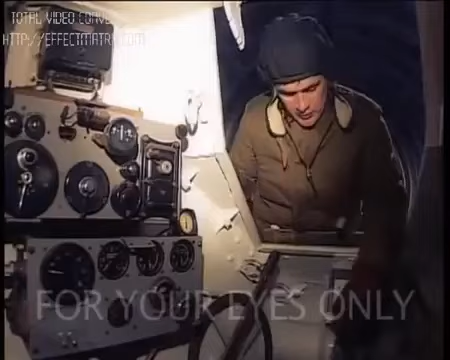 TOTAL VIDEO CONVE
HTTP://EFFECTMATRIX.COM
FOR YOUR EYES ONLY